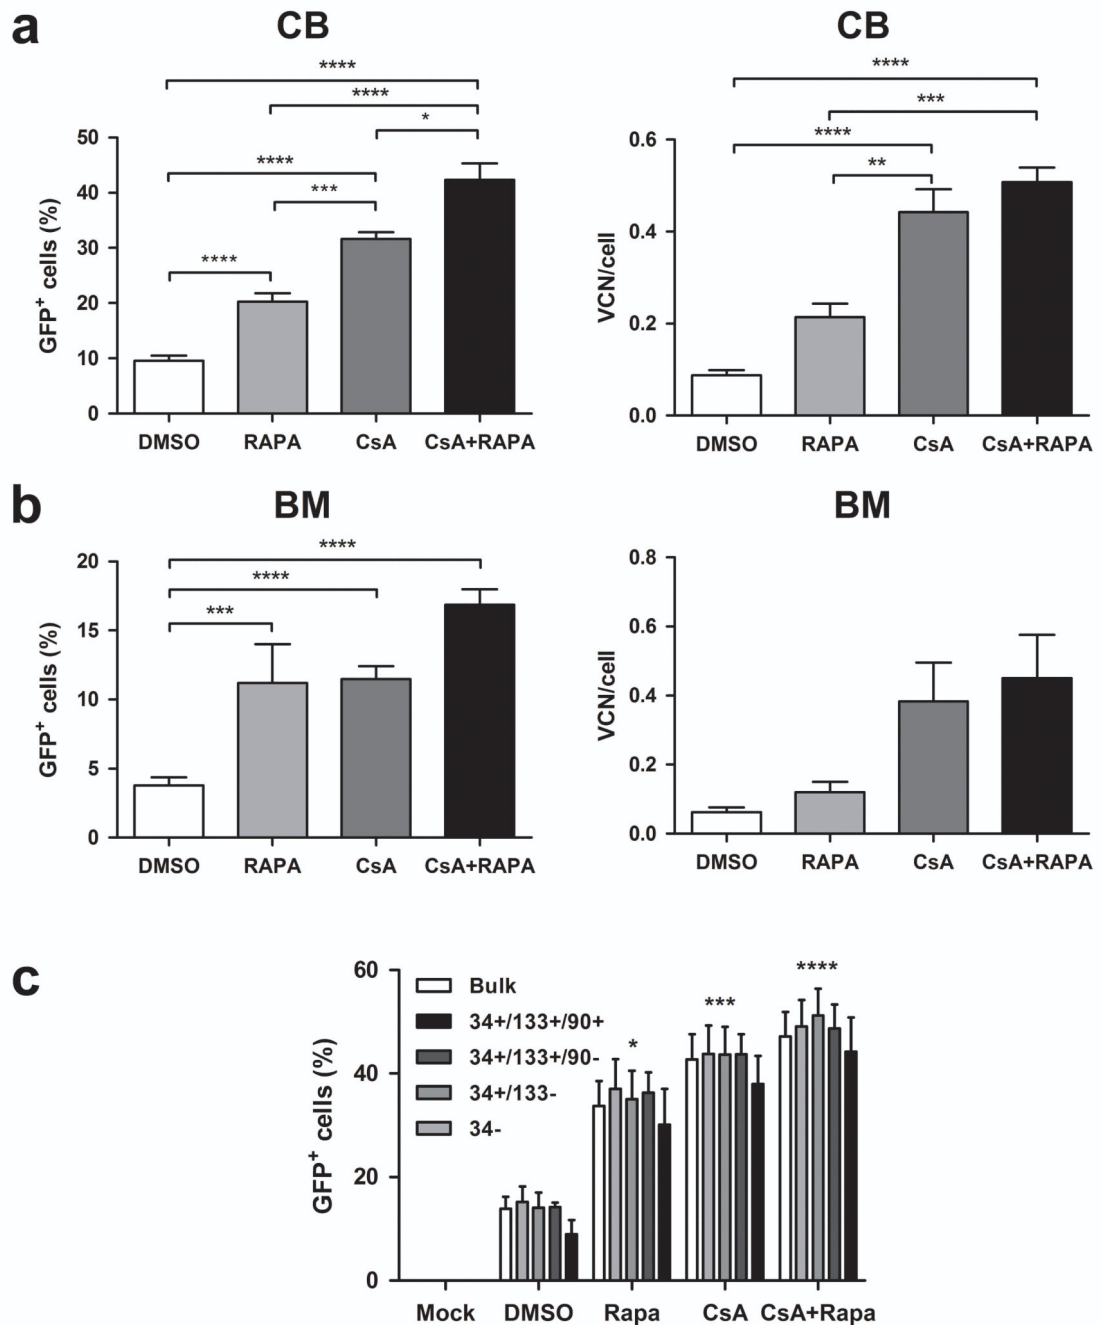 a
CB
CB
****
****
*
****
***
****
GFP+ cells (%)
50
40
30
20
10
0
DMSO RAPA CsA CsA+RAPA
****
***
****
**
VCN/cell
0.6
0.4
0.2
0.0
DMSO RAPA CsA CsA+RAPA
b
BM
BM
****
****
***
GFP+ cells (%)
20
15
10
5
0
DMSO RAPA CsA CsA+RAPA
VCN/cell
0.8
0.6
0.4
0.2
0.0
DMSO RAPA CsA CsA+RAPA
c
GFP+ cells (%)
60
40
20
0
Bulk
34+/133+/90+
34+/133+/90-
34+/133-
34-
*
***
****
Mock DMSO Rapa CsA CsA+Rapa